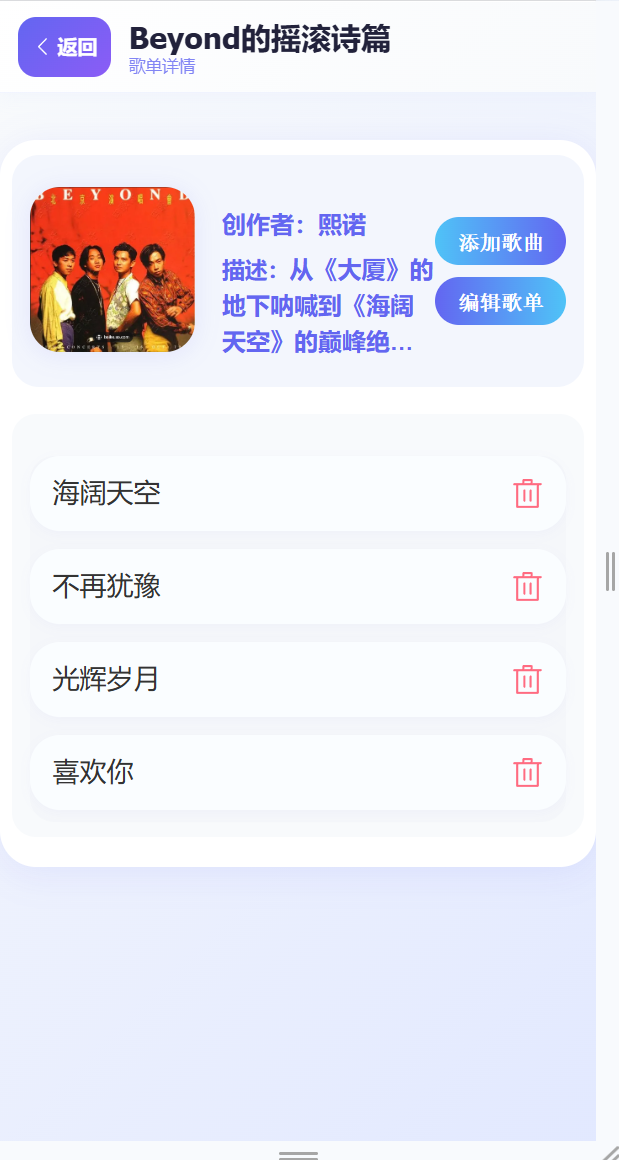 返回
Beyond的摇滚诗篇
歌单详情
BEYOND
创作者：熙诺
添加歌曲
描述：从《大厦》的
地下呐喊到《海阔
天空》的巅峰绝...
编辑歌单
海阔天空
不再犹豫
光辉岁月
喜欢你